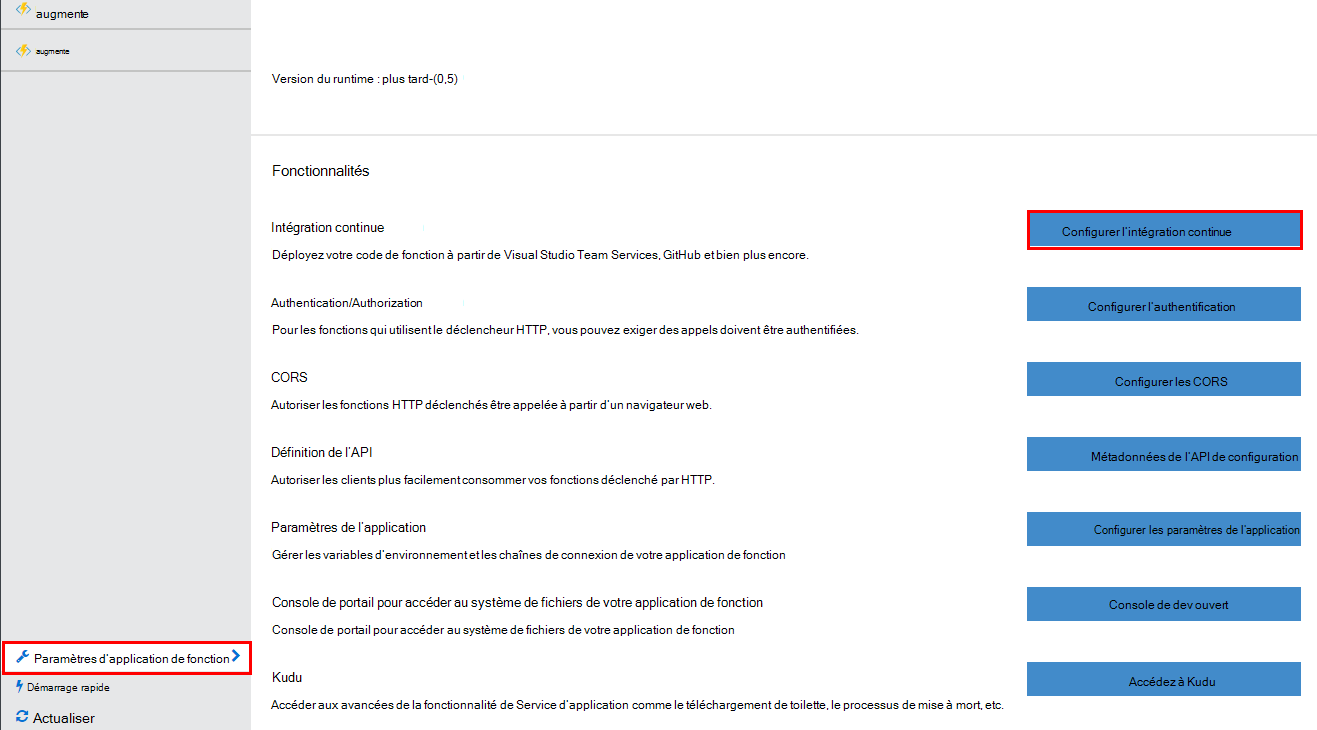 augmente
augmente
Version du runtime : plus tard-(0,5)
Fonctionnalités
Intégration continue
Configurer l'intégration continue
Déployez votre code de fonction à partir de Visual Studio Team Services, GitHub et bien plus encore.
Authentication/Authorization
Configurer l'authentification
Pour les fonctions qui utilisent le déclencheur HTTP, vous pouvez exiger des appels doivent être authentifiées.
CORS
Configurer les CORS
Autoriser les fonctions HTTP déclenchés être appelée à partir d'un navigateur web.
Définition de l'API
Métadonnées de l'API de configuration
Autoriser les clients plus facilement consommer vos fonctions déclenché par HTTP.
Paramètres de l'application
Configurer les paramètres de l'application
Gérer les variables d'environnement et les chaînes de connexion de votre application de fonction
Console de portail pour accéder au système de fichiers de votre application de fonction
Console de dev ouvert
Console de portail pour accéder au système de fichiers de votre application de fonction
Kudu
Accédez à Kudu
Accéder aux avancées de la fonctionnalité de Service d'application comme le téléchargement de toilette, le processus de mise à mort, etc.
Paramètres d'application de fonction
Démarrage rapide
Actualiser